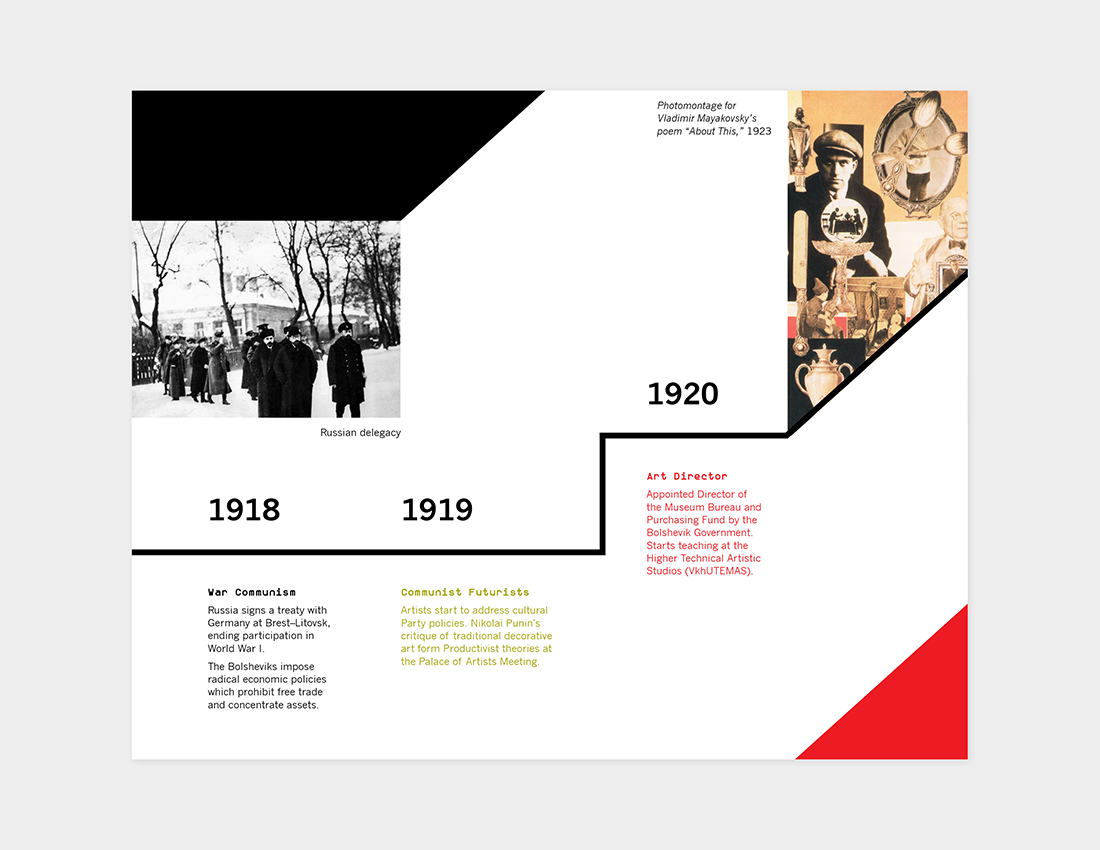 Photomontage for
Vladimir Mayakovsky's
poem “About This,” 1923
Russian delegacy
1918
1919
1920
War Communism
Russia signs a treaty with
Germany at Brest–Litovsk,
ending participation in
World War I.
The Bolsheviks impose
radical economic policies
which prohibit free trade
and concentrate assets.
Communist Futurists
Artists start to address cultural
Party policies. Nikolai Punin's
critique of traditional decorative
art form Productivist theories at
the Palace of Artists Meeting.
Art Director
Appointed Director of
the Museum Bureau and
Purchasing Fund by the
Bolshevik Government.
Starts teaching at the
Higher Technical Artistic
Studios (VkhUTEMAS).